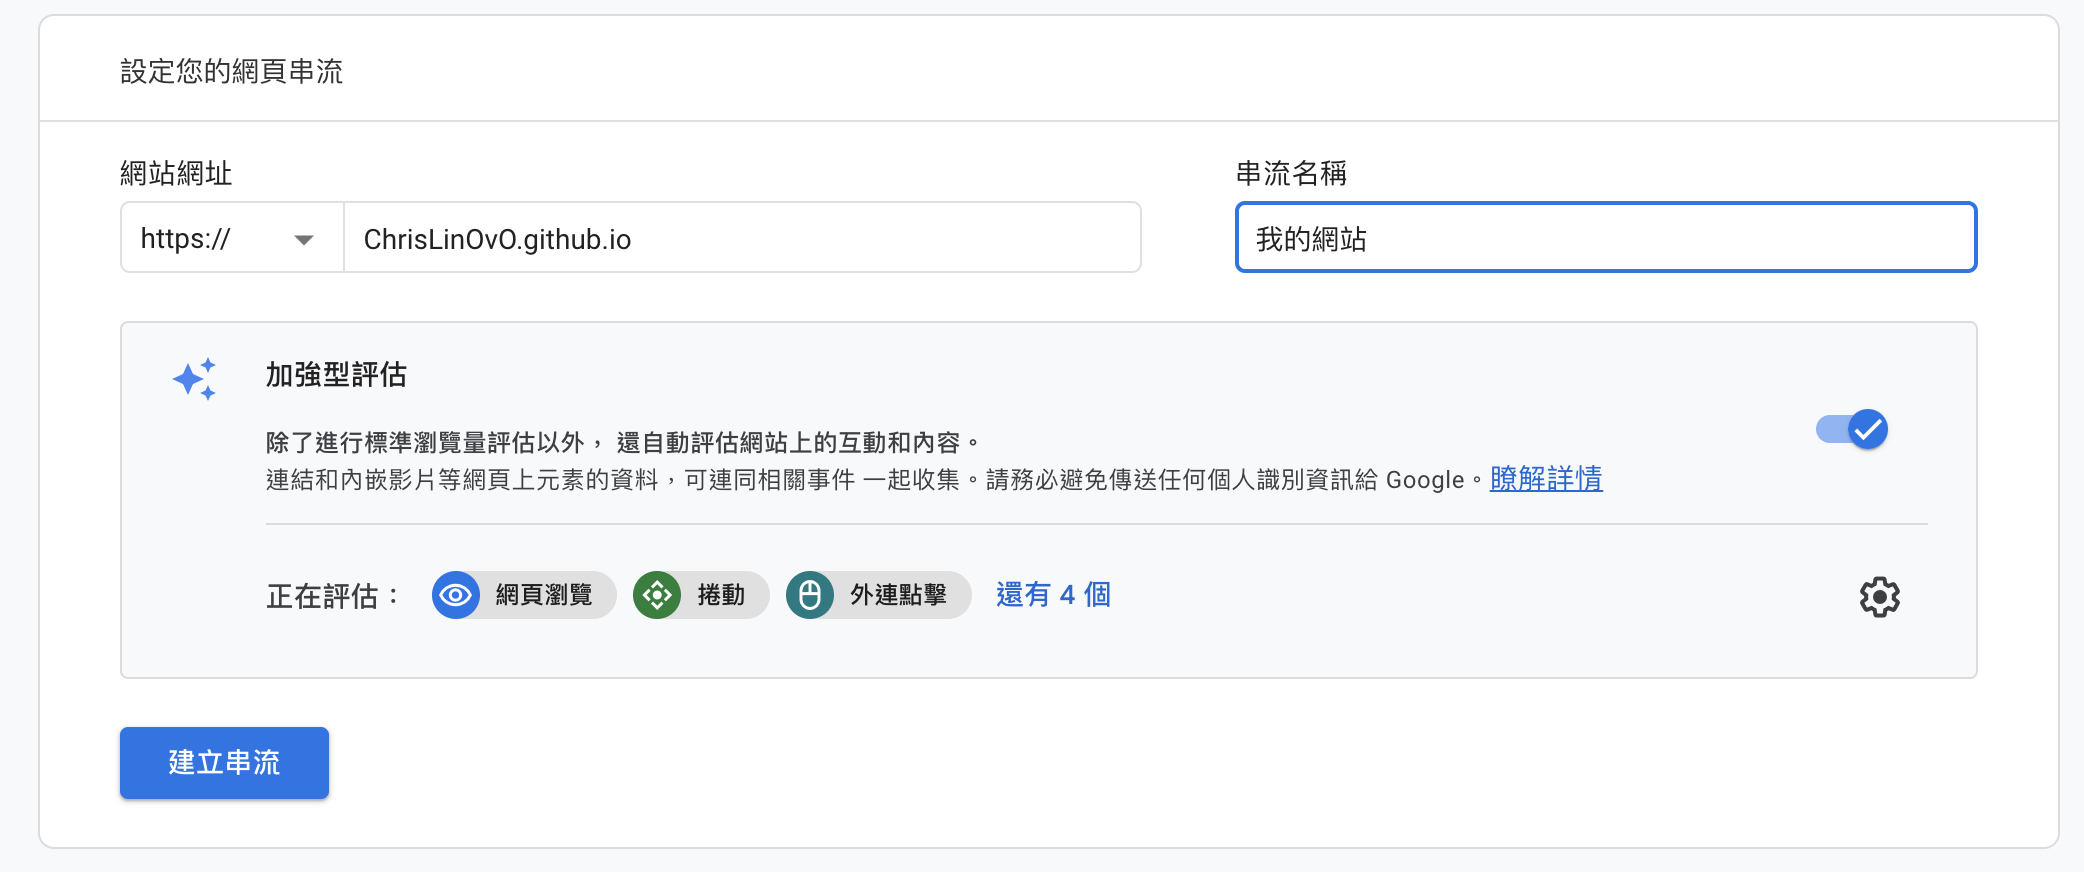 設定您的網頁串流
網站網址
串流名稱
https://
ChrisLinOvO.github.io
我的網站
加強型評估
除了進行標準瀏覽量評估以外， 還自動評估網站上的互動和內容。
連結和內嵌影片等網頁上元素的資料，可連同相關事件 一起收集。請務必避免傳送任何個人識別資訊給 Google。瞭解詳情
正在評估： 網頁瀏覽 捲動 外連點擊 還有 4 個
建立串流